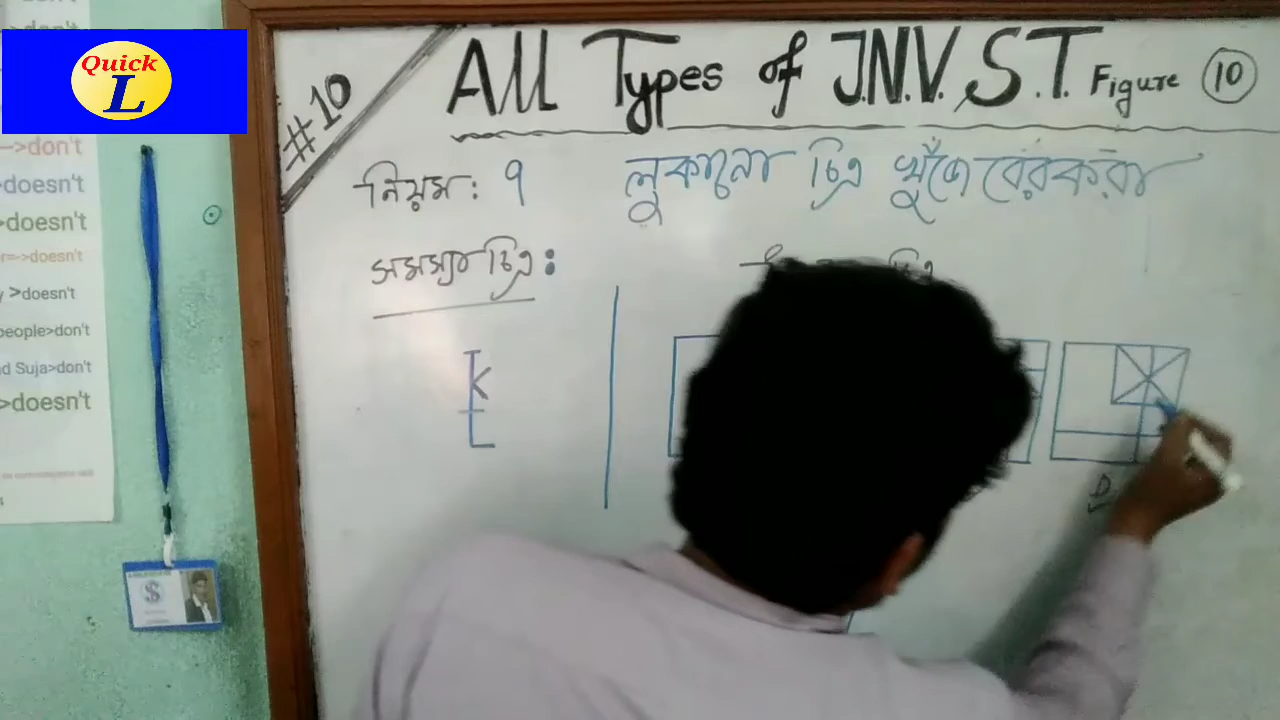 Quick
L
->don't
doesn't
>doesn't
=->doesn't
>doesn't
people>don't
d Suja>don't
>doesn't
#10
All Types of J.N.V.S.T. Figure 10
নিয়ম: ৭ লুকানো চিত্র খুঁজে বেরকরা
সমস্যা চিত্র:
চিত্র
D